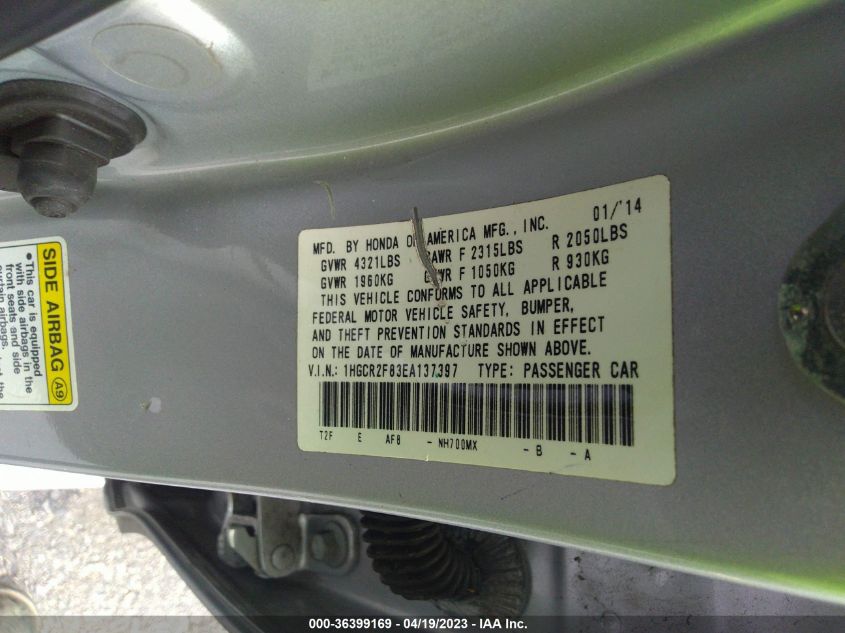 MFD. BY HONDA OF AMERICA MFG., INC. 01/'14
GVWR 4321LBS GAWR F 2315LBS R 2050LBS
GVWR 1960KG GAWR F 1050KG R 930KG
THIS VEHICLE CONFORMS TO ALL APPLICABLE
FEDERAL MOTOR VEHICLE SAFETY, BUMPER,
AND THEFT PREVENTION STANDARDS IN EFFECT
ON THE DATE OF MANUFACTURE SHOWN ABOVE.
V.I.N.: 1HGCR2F83EA137397 TYPE: PASSENGER CAR
T2F E AF8 - NH700MX - B - A
SIDE AIRBAG A9
●This car is equipped
with side airbags in the
front seats and side
curtain airbags.
000-36399169 - 04/19/2023 - IAA Inc.